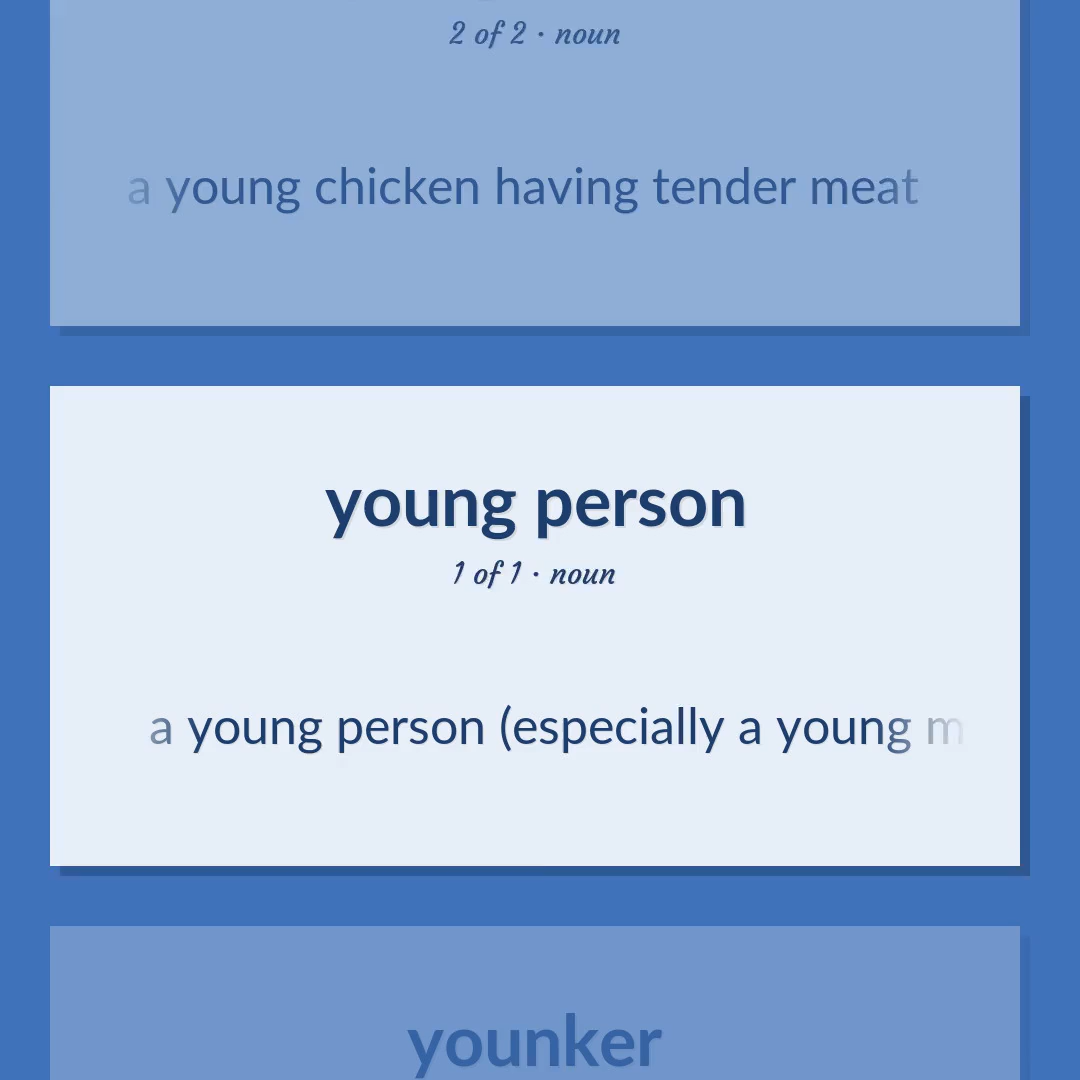 2 of 2 · noun
a young chicken having tender meat
young person
1 of 1 · noun
a young person (especially a young m
younker